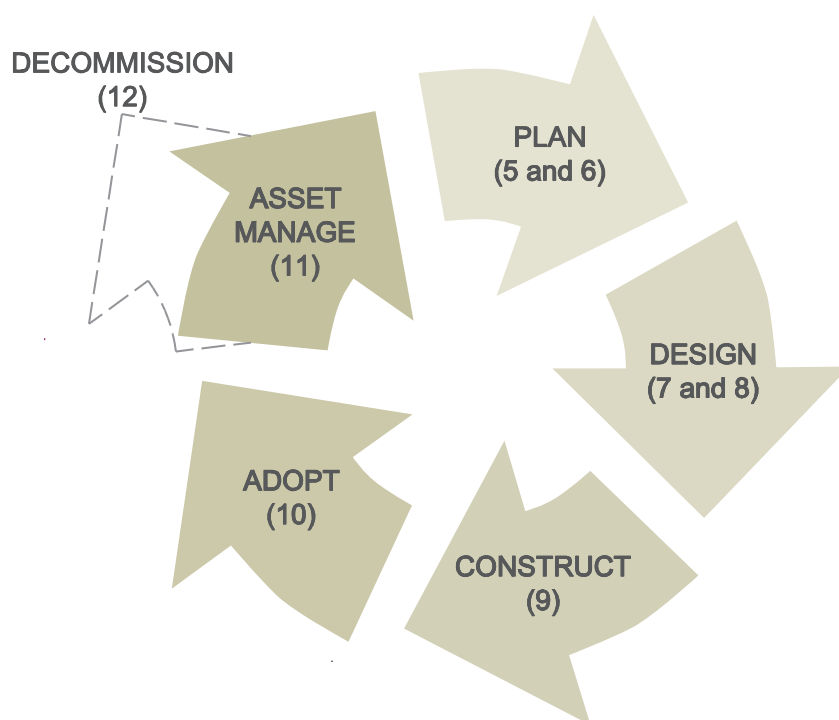 DECOMMISSION
(12)
PLAN
(5 and 6)
ASSET
MANAGE
(11)
DESIGN
(7 and 8)
ADOPT
(10)
CONSTRUCT
(9)